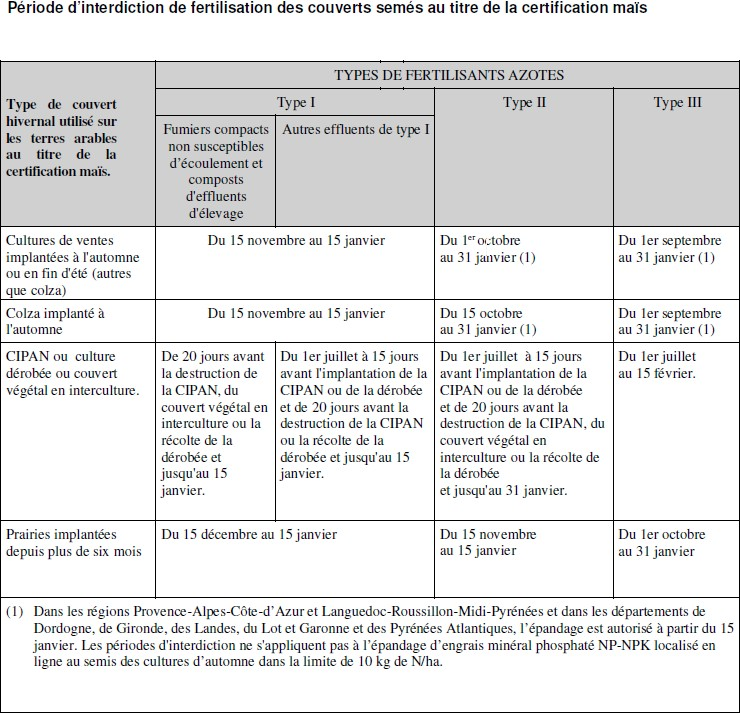 Période d'interdiction de fertilisation des couverts semés au titre de la certification maïs
Type de couvert
hivernal utilisé sur
les terres arables
au titre de la
certification maïs.
TYPES DE FERTILISANTS AZOTES
Type I
Type II
Type III
Fumiers compacts
non susceptibles
d'écoulement et
composts
d'effluents
d'élevage
Autres effluents de type I
Cultures de ventes
implantées à l'automne
ou en fin d'été (autres
que colza)
Du 15 novembre au 15 janvier
Du 1er octobre
au 31 janvier (1)
Du 1er septembre
au 31 janvier (1)
Colza implanté à
l'automne
Du 15 novembre au 15 janvier
Du 15 octobre
au 31 janvier (1)
Du 1er septembre
au 31 janvier (1)
CIPAN ou culture
dérobée ou couvert
végétal en interculture.
De 20 jours avant
la destruction de
la CIPAN, du
couvert végétal en
interculture ou la
récolte de la
dérobée et
jusqu'au 15
janvier.
Du 1er juillet à 15 jours
avant l'implantation de la
CIPAN ou de la dérobée
et de 20 jours avant la
destruction de la CIPAN
ou la récolte de la
dérobée et jusqu'au 15
janvier.
Du 1er juillet à 15 jours
avant l'implantation de la
CIPAN ou de la dérobée
et de 20 jours avant la
destruction de la CIPAN, du
couvert végétal en
interculture ou la récolte de
la dérobée
et jusqu'au 31 janvier.
Du 1er juillet
au 15 février.
Prairies implantées
depuis plus de six mois
Du 15 décembre au 15 janvier
Du 15 novembre
au 15 janvier
Du 1er octobre
au 31 janvier
(1) Dans les régions Provence-Alpes-Côte-d'Azur et Languedoc-Roussillon-Midi-Pyrénées et dans les départements de
Dordogne, de Gironde, des Landes, du Lot et Garonne et des Pyrénées Atlantiques, l'épandage est autorisé à partir du 15
janvier. Les périodes d'interdiction ne s'appliquent pas à l'épandage d'engrais minéral phosphaté NP-NPK localisé en
ligne au semis des cultures d'automne dans la limite de 10 kg de N/ha.